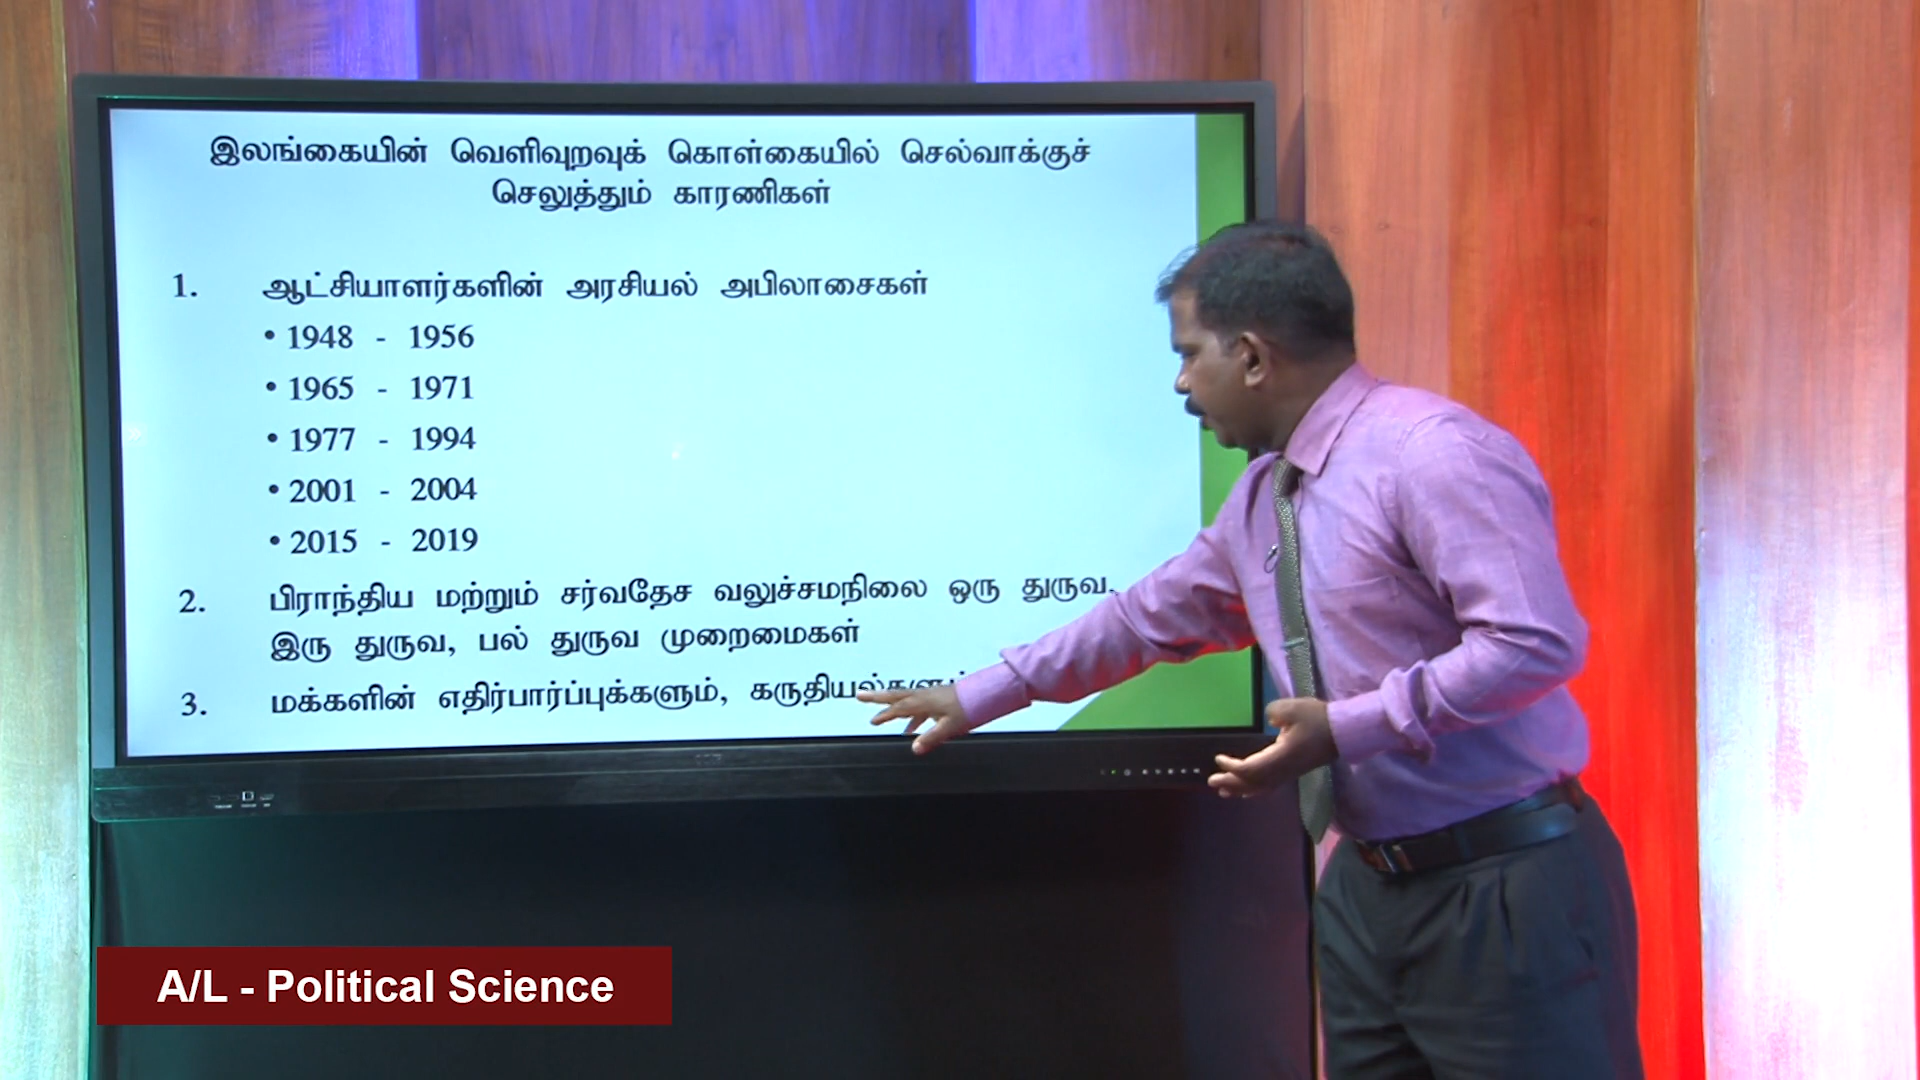 இலங்கையின் வெளிவுறவுக் கொள்கையில் செல்வாக்குச்
செலுத்தும் காரணிகள்
1. ஆட்சியாளர்களின் அரசியல் அபிலாசைகள்
• 1948 - 1956
• 1965 - 1971
• 1977 - 1994
• 2001 - 2004
• 2015 - 2019
2. பிராந்திய மற்றும் சர்வதேச வலுச்சமநிலை ஒரு துருவ,
இரு துருவ, பல் துருவ முறைமைகள்
3. மக்களின் எதிர்பார்ப்புக்களும், கருதியல்களும்
A/L - Political Science